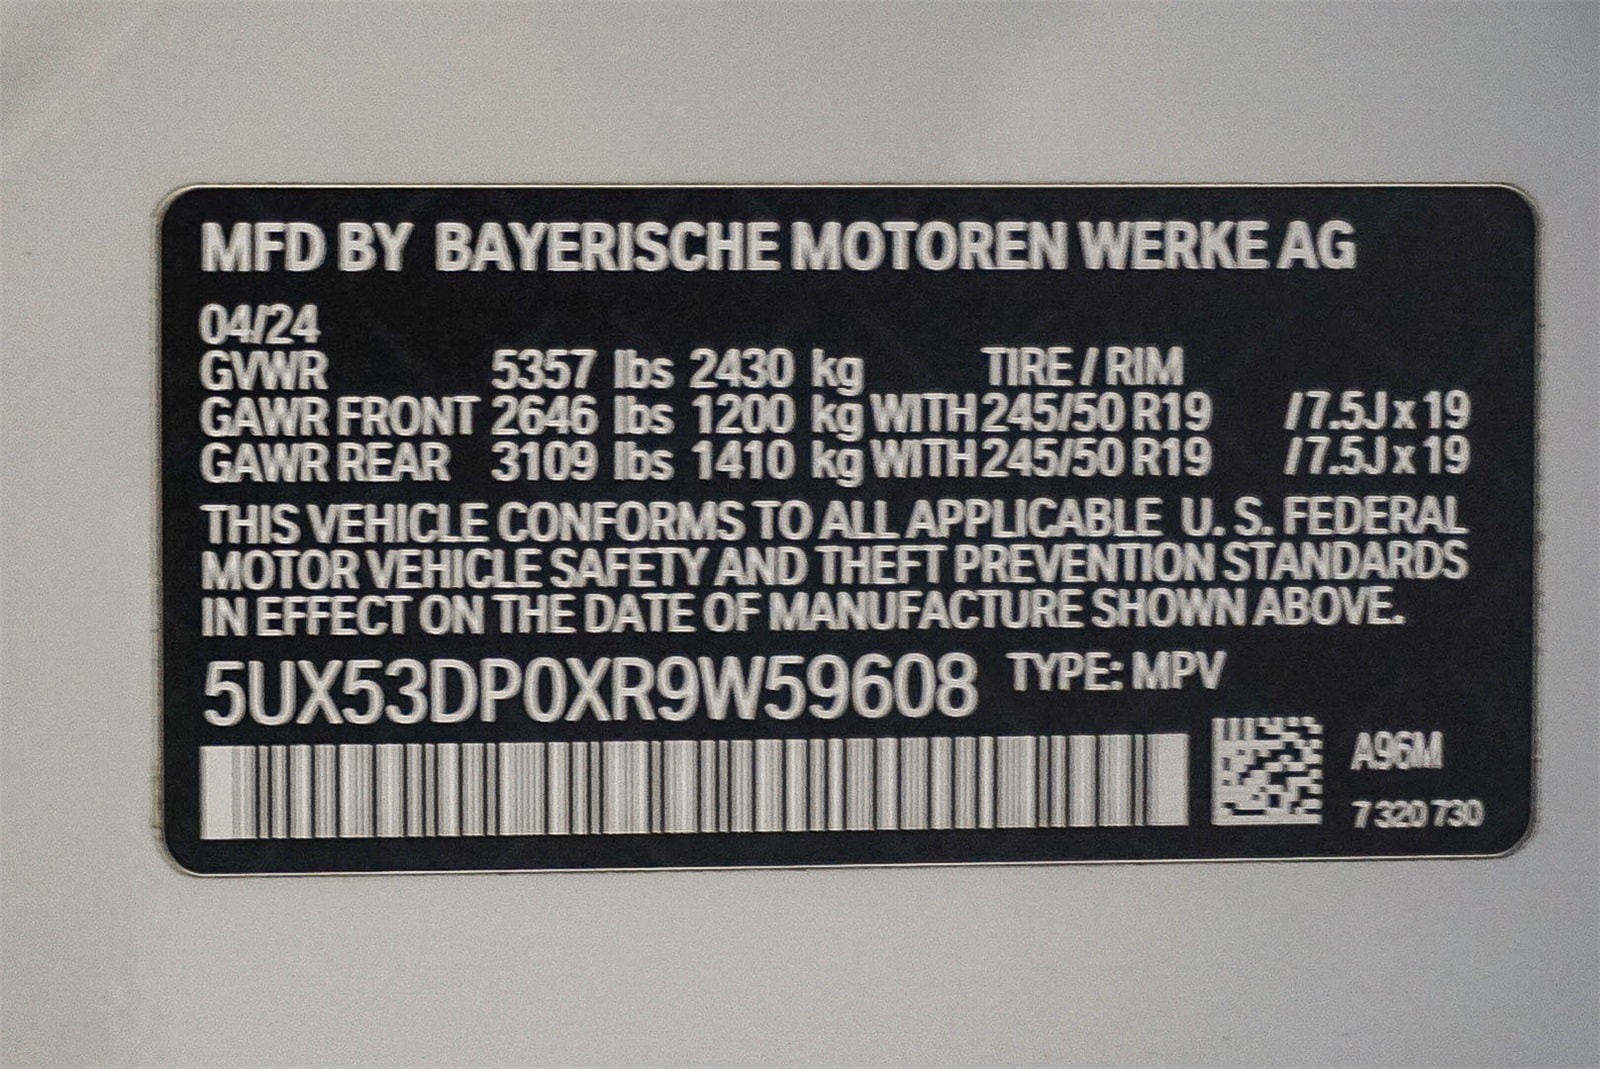 MFD BY BAYERISCHE MOTOREN WERKE AG
04/24
GVWR 5357 lbs 2430 kg TIRE / RIM
GAWR FRONT 2646 lbs 1200 kg WITH 245/50 R19 /7.5J x 19
GAWR REAR 3109 lbs 1410 kg WITH 245/50 R19 /7.5J x 19
THIS VEHICLE CONFORMS TO ALL APPLICABLE U. S. FEDERAL
MOTOR VEHICLE SAFETY AND THEFT PREVENTION STANDARDS
IN EFFECT ON THE DATE OF MANUFACTURE SHOWN ABOVE.
5UX53DP0XR9W59608 TYPE: MPV
A96M
7 320 730